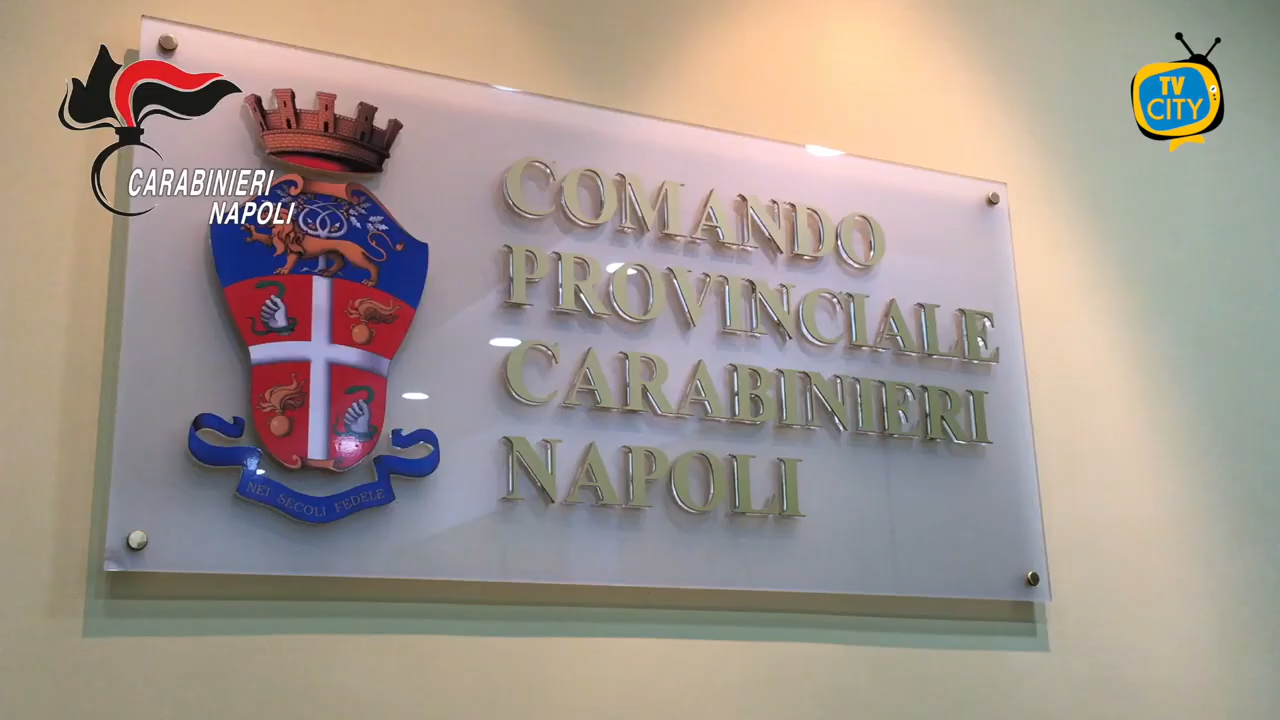 CARABINIERI
NAPOLI
TV
CITY
COMANDO
PROVINCIALE
CARABINIERI
NAPOLI
NEI SECOLI FEDELE